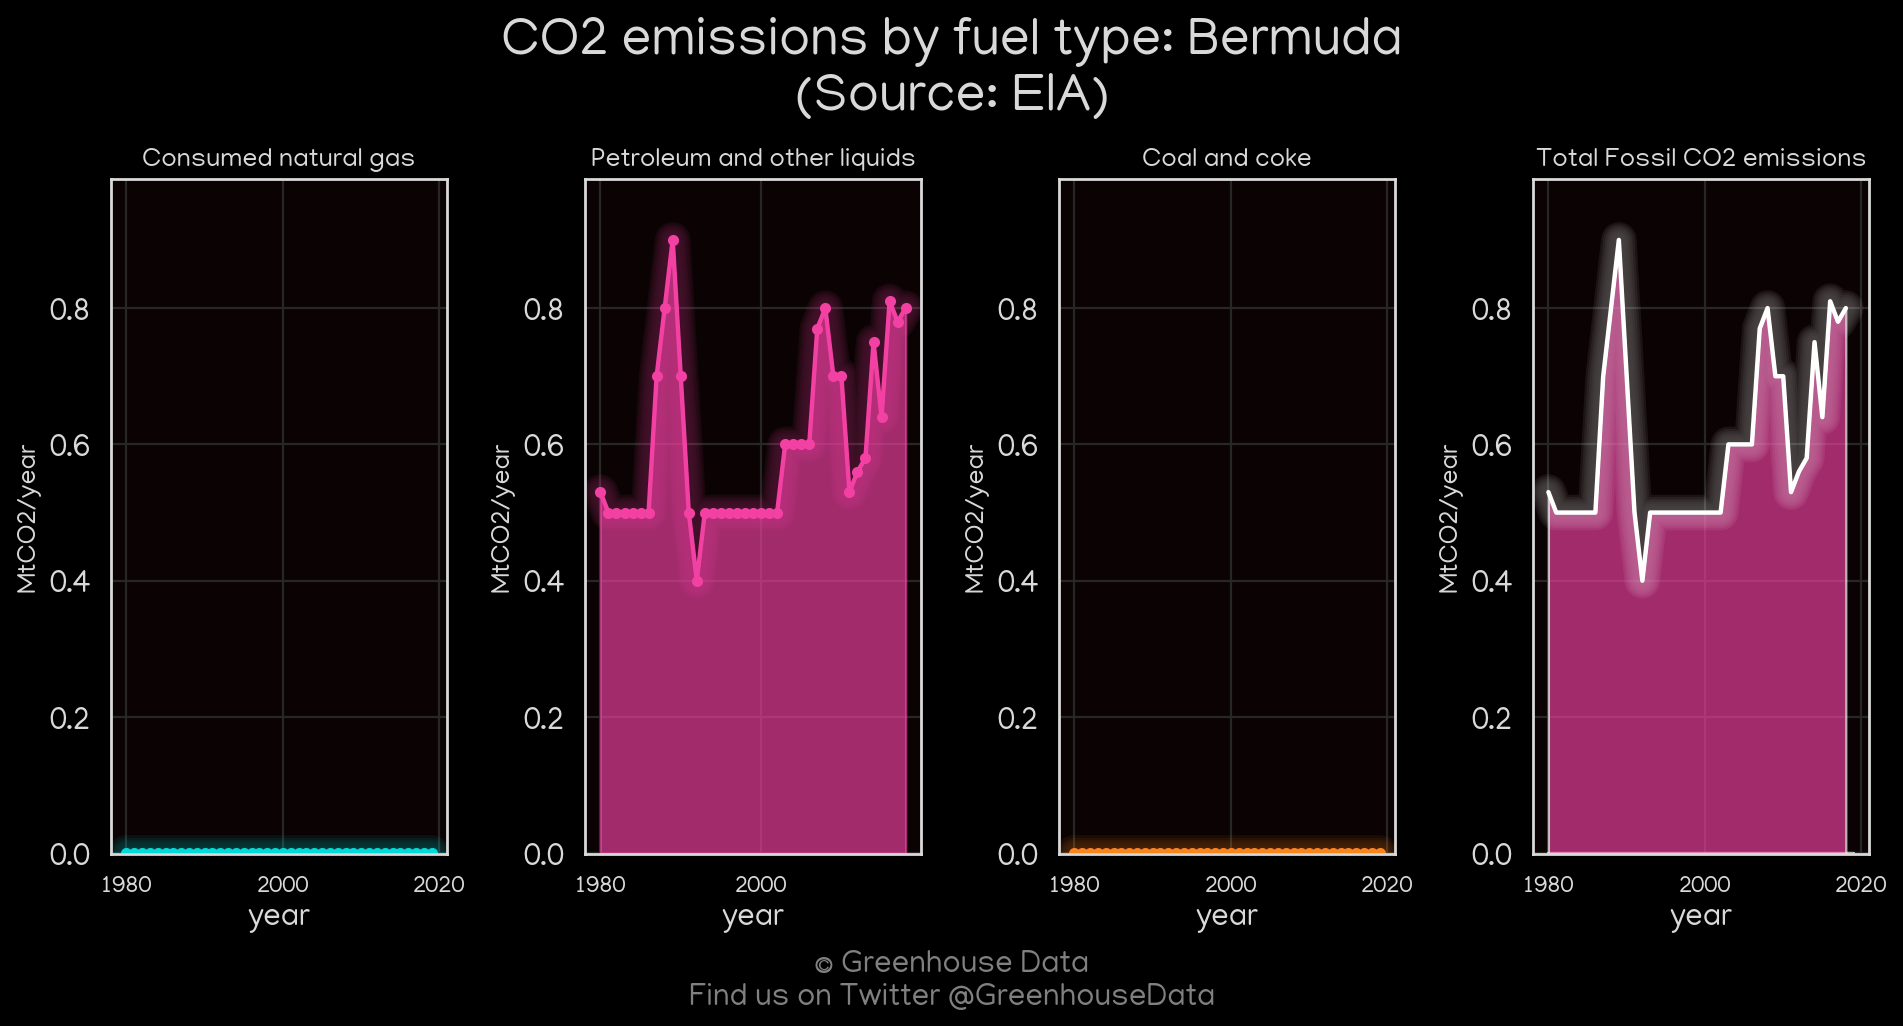 CO2 emissions by fuel type: Bermuda
(Source: EIA)
Consumed natural gas
MtCO2/year
0.8
0.6
0.4
0.2
0.0
1980 2000 2020
year
Petroleum and other liquids
MtCO2/year
0.8
0.6
0.4
0.2
0.0
1980 2000
year
Coal and coke
MtCO2/year
0.8
0.6
0.4
0.2
0.0
1980 2000 2020
year
Total Fossil CO2 emissions
MtCO2/year
0.8
0.6
0.4
0.2
0.0
1980 2000 2020
year
© Greenhouse Data
Find us on Twitter @GreenhouseData